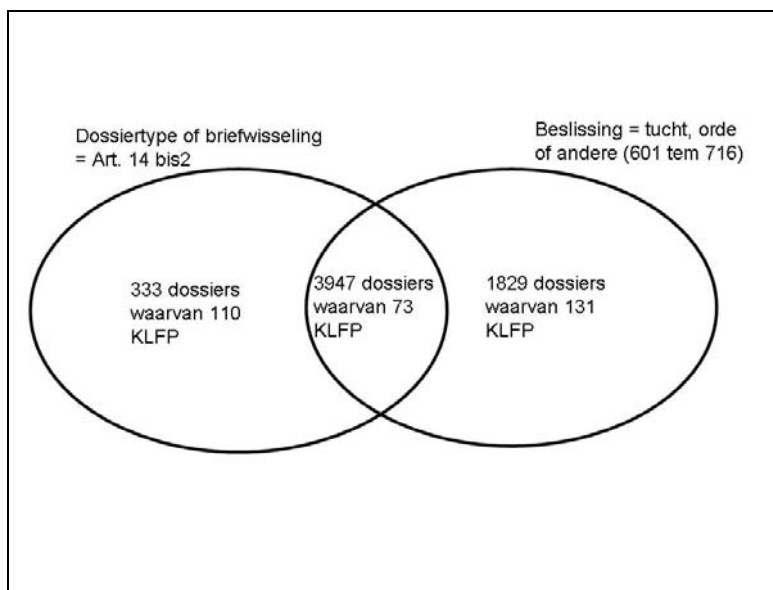 Dossiertype of briefwisseling
= Art. 14 bis2
Beslissing = tucht, orde
of andere (601 tem 716)
333 dossiers
waarvan 110
KLFP
3947 dossiers
waarvan 73
KLFP
1829 dossiers
waarvan 131
KLFP